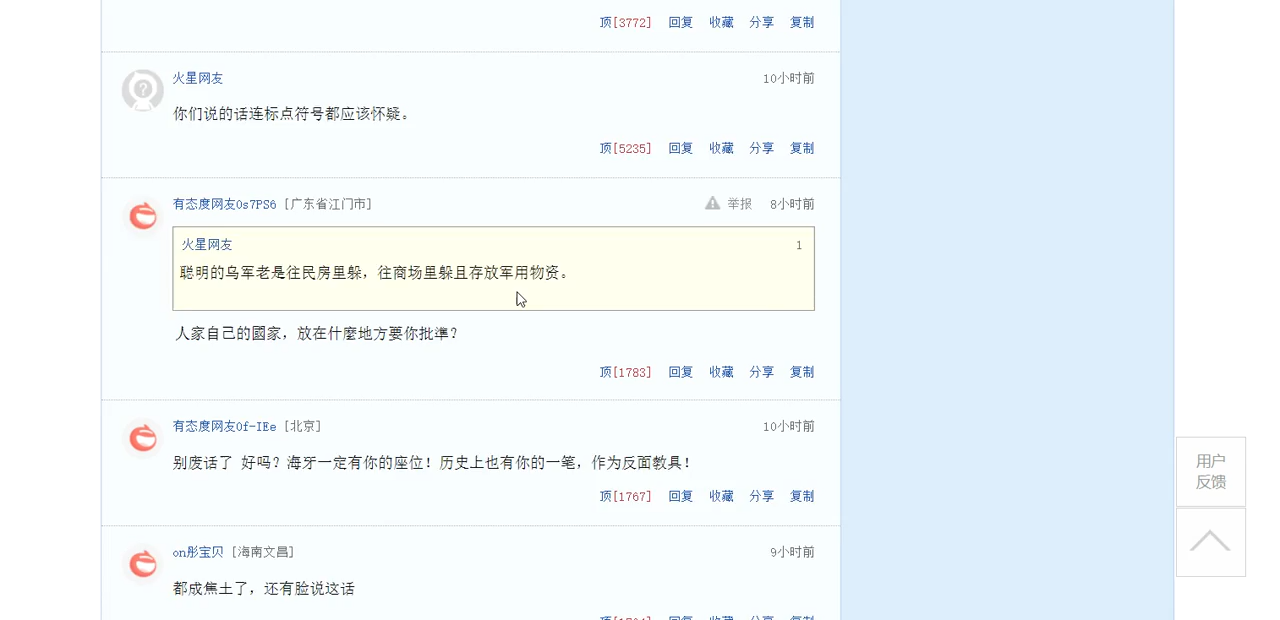 顶[3772] 回复 收藏 分享 复制
火星网友 10小时前
你们说的话连标点符号都应该怀疑。
顶[5235] 回复 收藏 分享 复制
有态度网友0s7PS6 [广东省江门市] 举报 8小时前
火星网友 1
聪明的乌军老是往民房里躲，往商场里躲且存放军用物资。
人家自己的國家，放在什麼地方要你批準？
顶[1783] 回复 收藏 分享 复制
有态度网友0f-IEe [北京] 10小时前
别废话了 好吗？海牙一定有你的座位！历史上也有你的一笔，作为反面教具！
顶[1767] 回复 收藏 分享 复制
on彤宝贝 [海南文昌] 9小时前
都成焦土了，还有脸说这话
用户
反馈